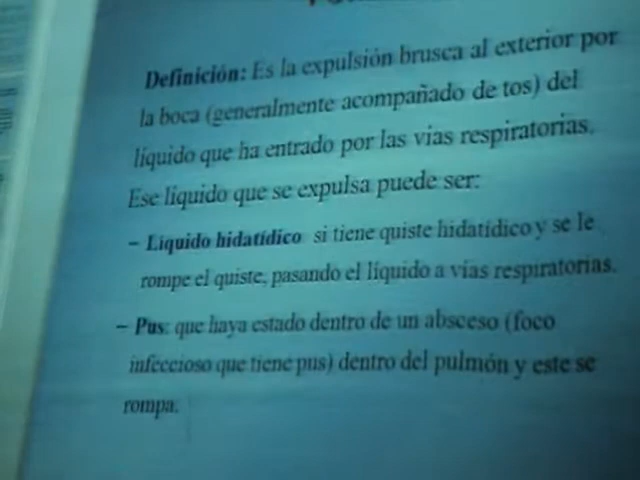 Definición: Es la expulsión brusca al exterior por
la boca (generalmente acompañado de tos) del
líquido que ha entrado por las vias respiratorias.
Ese líquido que se expulsa puede ser:
– Líquido hidatídico si tiene quiste hidatídico y se le
rompe el quiste, pasando el líquido a vías respiratorias.
– Pus: que haya estado dentro de un absceso (foco
infeccioso que tiene pus) dentro del pulmón y este se
rompa.